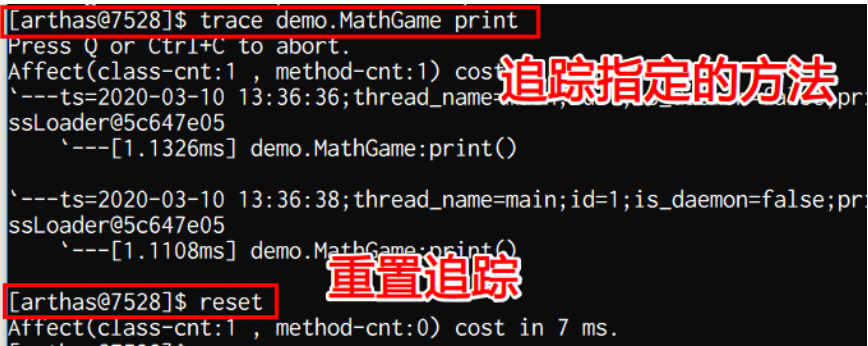 [arthas@7528]$ trace demo.MathGame print
Press Q or Ctrl+C to abort.
Affect(class-cnt:1 , method-cnt:1) cost
追踪指定的方法
`---ts=2020-03-10 13:36:36;thread_name=
ssLoader@5c647e05
`---[1.1326ms] demo.MathGame:print()
`---ts=2020-03-10 13:36:38;thread_name=main;id=1;is_daemon=false;pri
ssLoader@5c647e05
`---[1.1108ms] demo.MathGame:print()
重置追踪
[arthas@7528]$ reset
Affect(class-cnt:1 , method-cnt:0) cost in 7 ms.